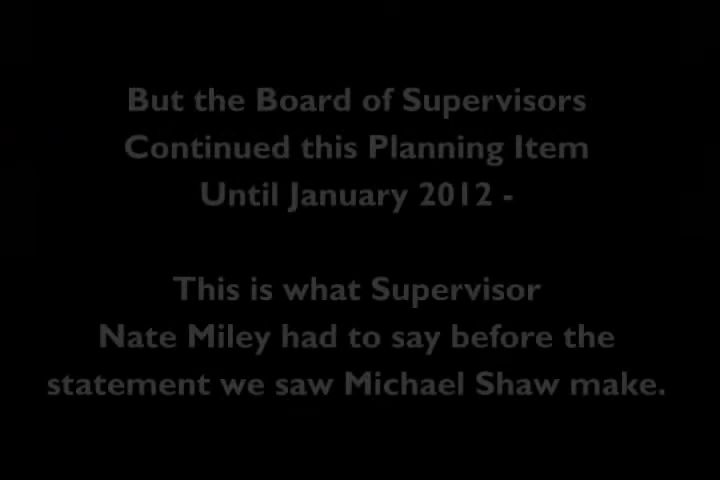 But the Board of Supervisors
Continued this Planning Item
Until January 2012 -
This is what Supervisor
Nate Miley had to say before the
statement we saw Michael Shaw make.